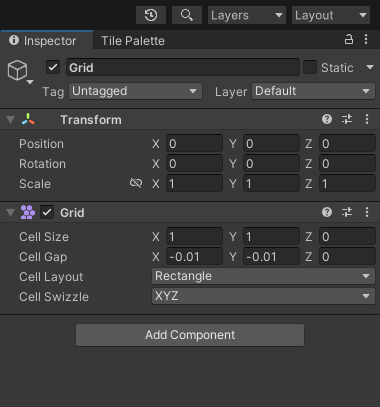 Layers Layout
Inspector Tile Palette
Grid Static
Tag Untagged Layer Default
Transform
Position X 0 Y 0 Z 0
Rotation X 0 Y 0 Z 0
Scale X 1 Y 1 Z 1
Grid
Cell Size X 1 Y 1 Z 0
Cell Gap X -0.01 Y -0.01 Z 0
Cell Layout Rectangle
Cell Swizzle XYZ
Add Component